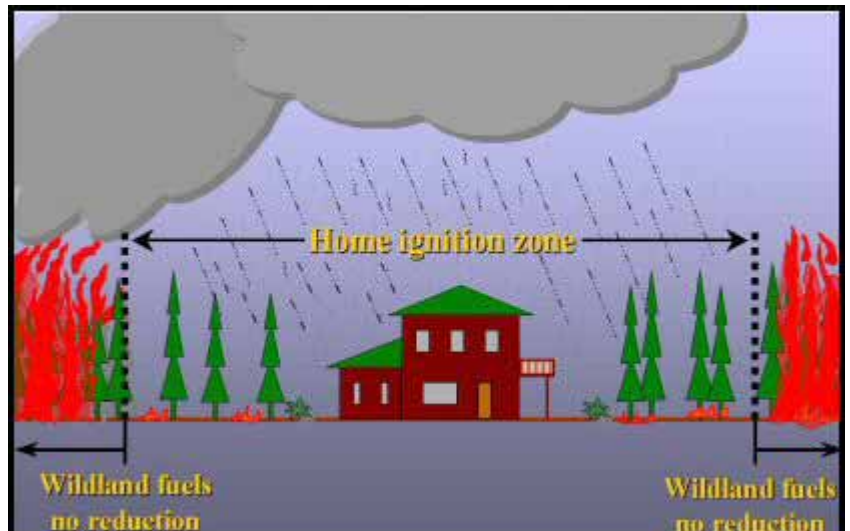 Home ignition zone
Wildland fuels
no reduction
Wildland fuels
no reduction